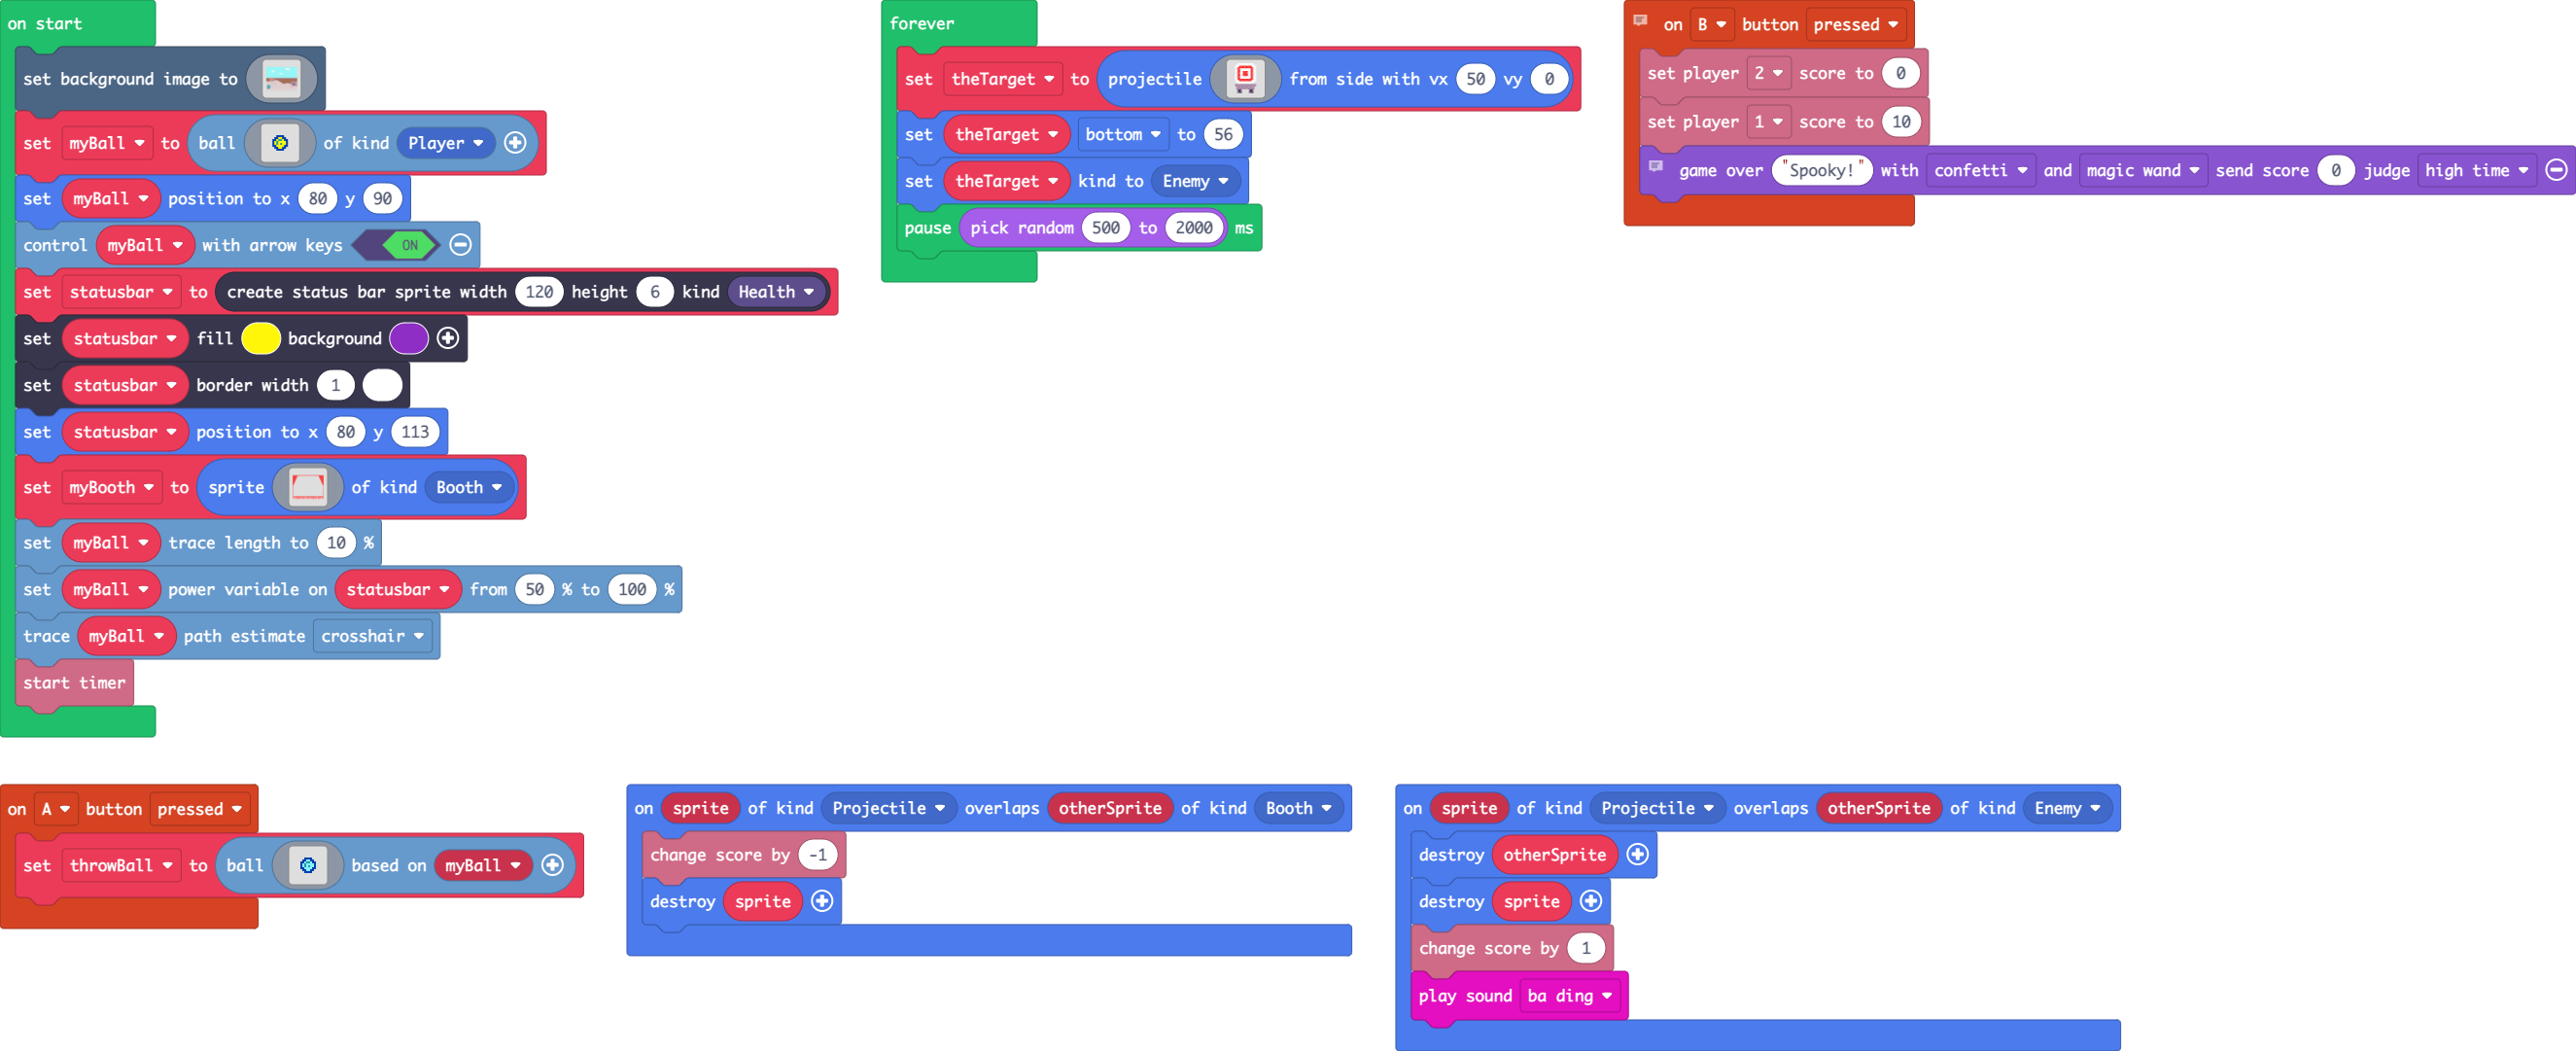 on start
set background image to
set myBall to ball of kind Player
set myBall position to x 80 y 90
control myBall with arrow keys ON
set statusbar to create status bar sprite width 120 height 6 kind Health
set statusbar fill background
set statusbar border width 1
set statusbar position to x 80 y 113
set myBooth to sprite of kind Booth
set myBall trace length to 10 %
set myBall power variable on statusbar from 50 % to 100 %
trace myBall path estimate crosshair
start timer
forever
set theTarget to projectile from side with vx 50 vy 0
set theTarget bottom to 56
set theTarget kind to Enemy
pause pick random 500 to 2000 ms
on B button pressed
set player 2 score to 0
set player 1 score to 10
game over "Spooky!" with confetti and magic wand send score 0 judge high time
on A button pressed
set throwBall to ball based on myBall
on sprite of kind Projectile overlaps otherSprite of kind Booth
change score by -1
destroy sprite
on sprite of kind Projectile overlaps otherSprite of kind Enemy
destroy otherSprite
destroy sprite
change score by 1
play sound ba ding